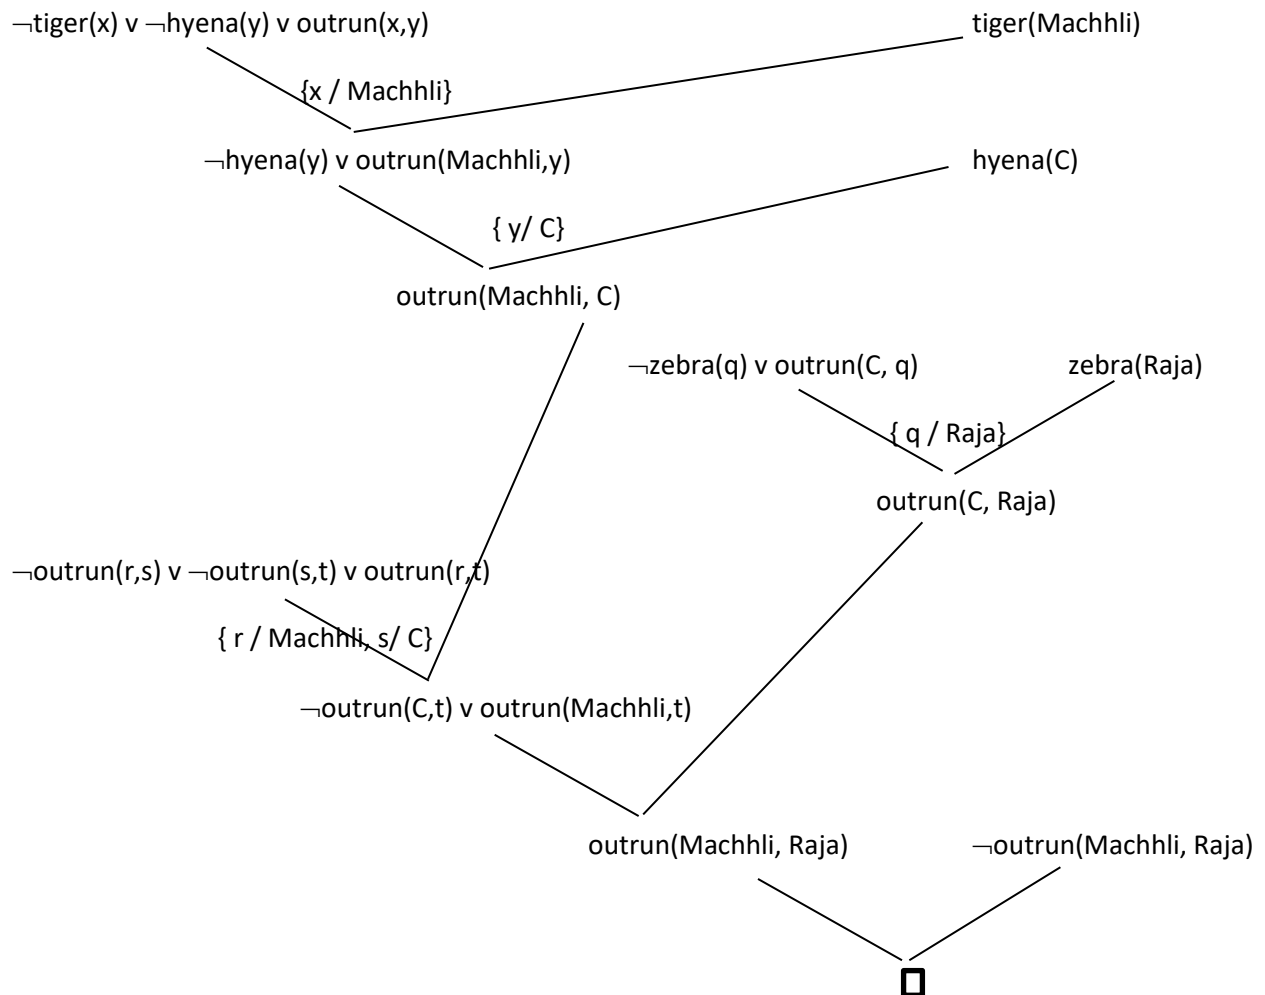 ¬tiger(x) v ¬hyena(y) v outrun(x,y)
tiger(Machhli)
{x / Machhli}
¬hyena(y) v outrun(Machhli,y)
hyena(C)
{ y/ C}
outrun(Machhli, C)
¬zebra(q) v outrun(C, q)
zebra(Raja)
{ q / Raja}
outrun(C, Raja)
¬outrun(r,s) v ¬outrun(s,t) v outrun(r,t)
{ r / Machhli, s/ C}
¬outrun(C,t) v outrun(Machhli,t)
outrun(Machhli, Raja)
¬outrun(Machhli, Raja)